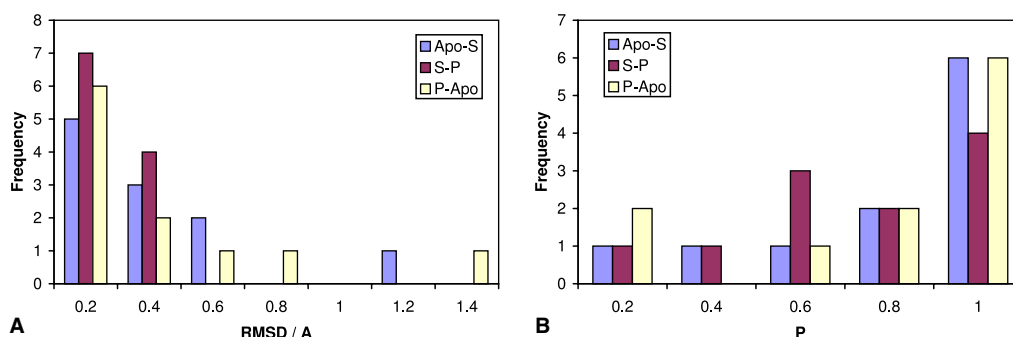 8
7
6
5
4
3
2
1
0
Frequency
Apo-S
S-P
P-Apo
0.2 0.4 0.6 0.8 1 1.2 1.4
RMSD / A
A
7
6
5
4
3
2
1
0
Frequency
Apo-S
S-P
P-Apo
0.2 0.4 0.6 0.8 1
P
B